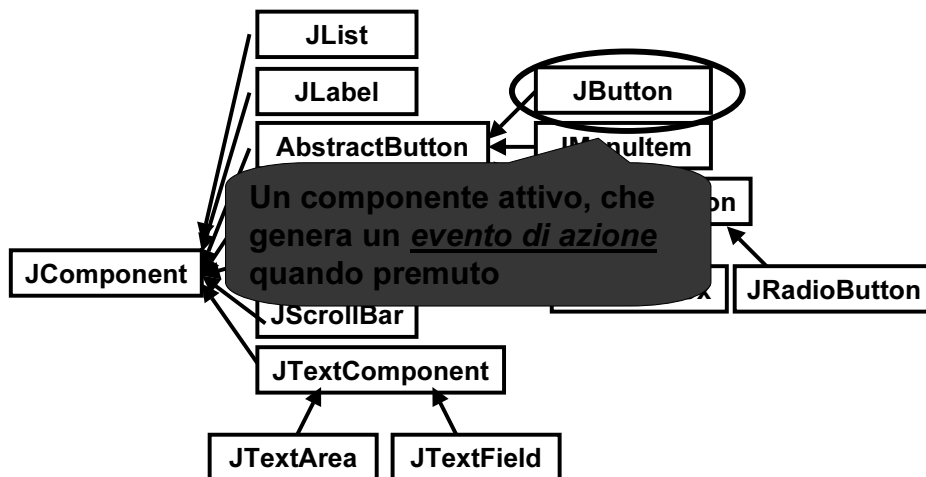 JList
JLabel
JButton
AbstractButton
JMenuItem
Un componente attivo, che
genera un evento di azione
quando premuto
JComponent
JRadioButton
JScrollBar
JTextComponent
JTextArea
JTextField